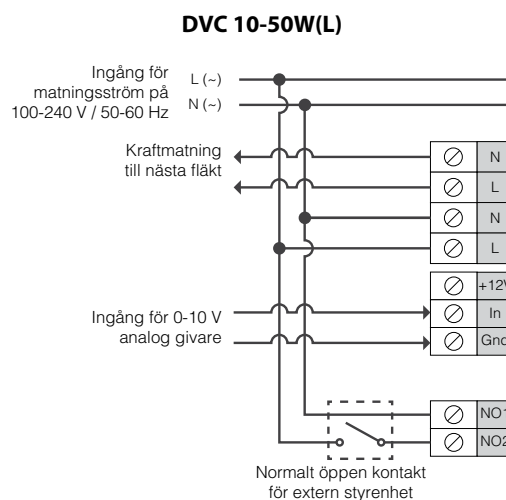 DVC 10-50W(L)
Ingång för
matningsström på
100-240 V / 50-60 Hz
L (~)
N (~)
Kraftmatning
till nästa fläkt
N
L
N
L
+12V
In
Gnd
Ingång för 0-10 V
analog givare
NO1
NO2
Normalt öppen kontakt
för extern styrenhet